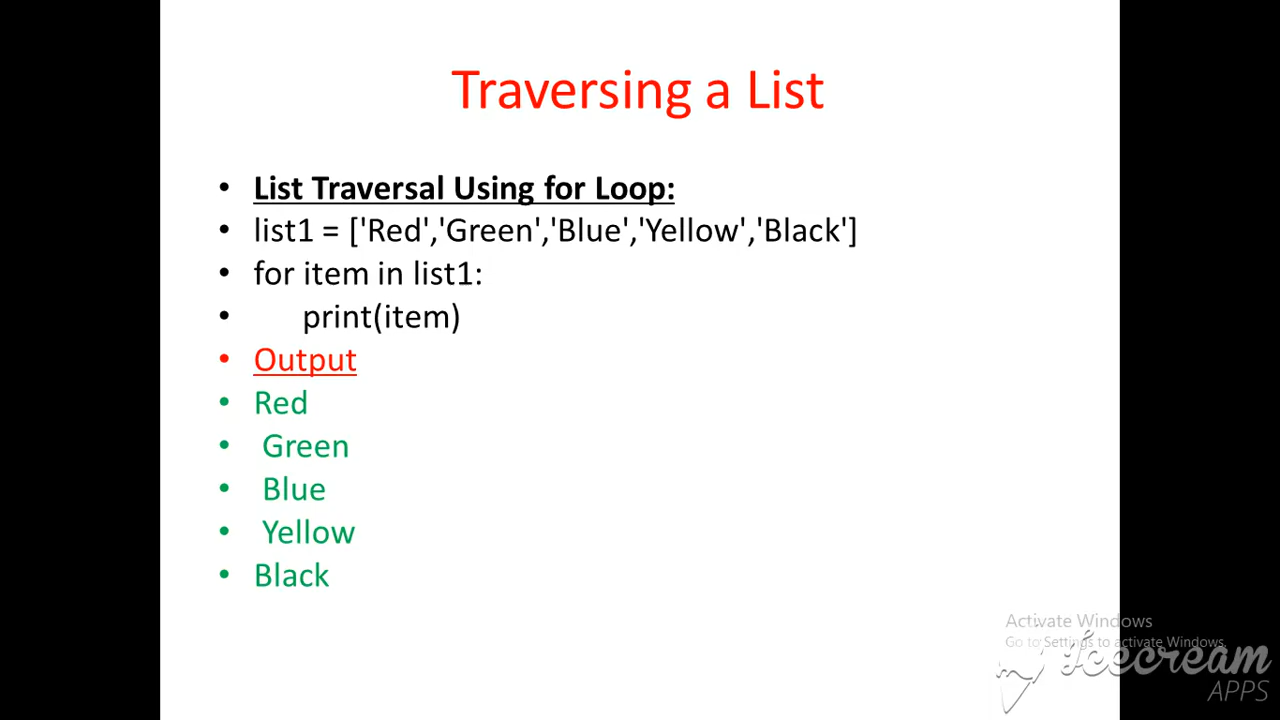 Traversing a List
• List Traversal Using for Loop:
• list1 = ['Red','Green','Blue','Yellow','Black']
• for item in list1:
• print(item)
• Output
• Red
• Green
• Blue
• Yellow
• Black
Activate Windows
Go to Settings to activate Windows.
Icecream
APPS